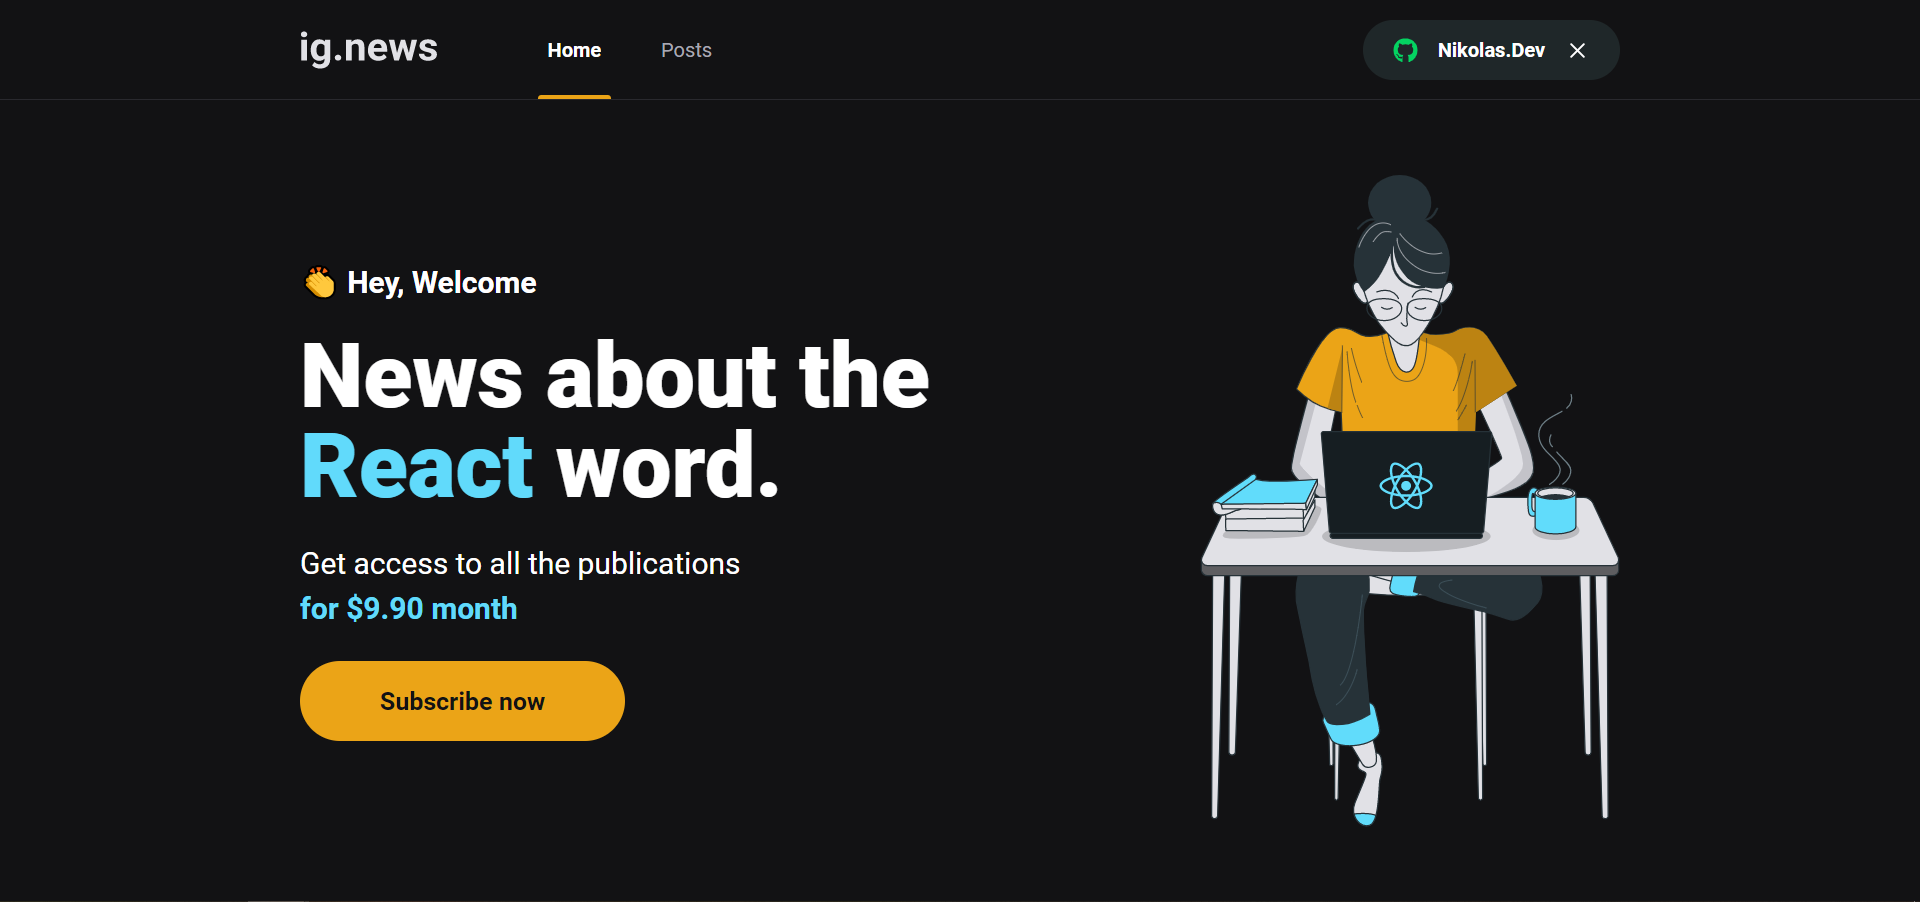 ig.news
Home
Posts
Nikolas.Dev
👏 Hey, Welcome
News about the
React word.
Get access to all the publications
for $9.90 month
Subscribe now